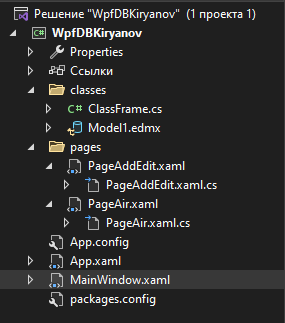 Решение "WpfDBKiryanov" (1 проекта)
WpfDBKiryanov
Properties
Ссылки
classes
ClassFrame.cs
Model1.edmx
pages
PageAddEdit.xaml
PageAddEdit.xaml.cs
PageAir.xaml
PageAir.xaml.cs
App.config
App.xaml
MainWindow.xaml
packages.config